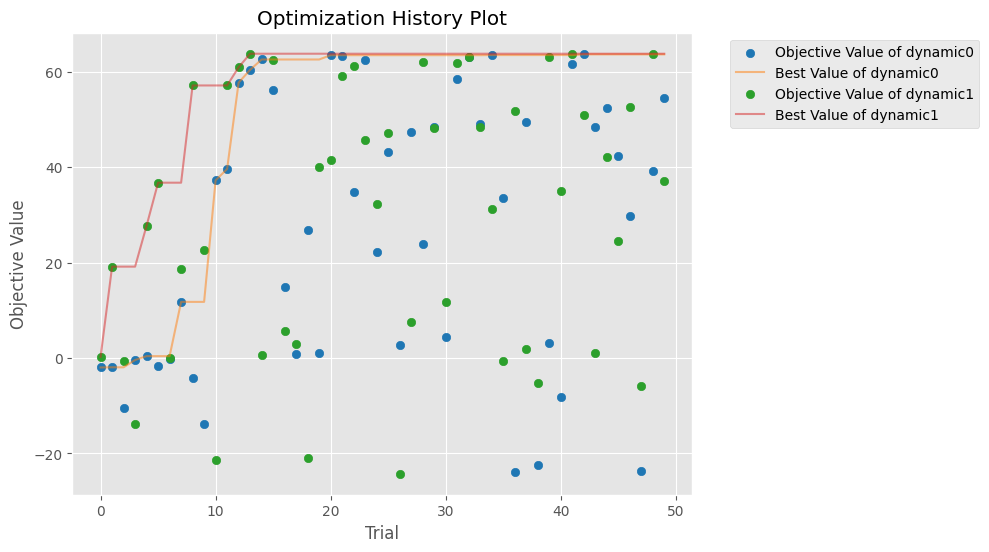 Optimization History Plot
Objective Value of dynamic0
Best Value of dynamic0
Objective Value of dynamic1
Best Value of dynamic1
Objective Value
60
40
20
0
−20
0 10 20 30 40 50
Trial